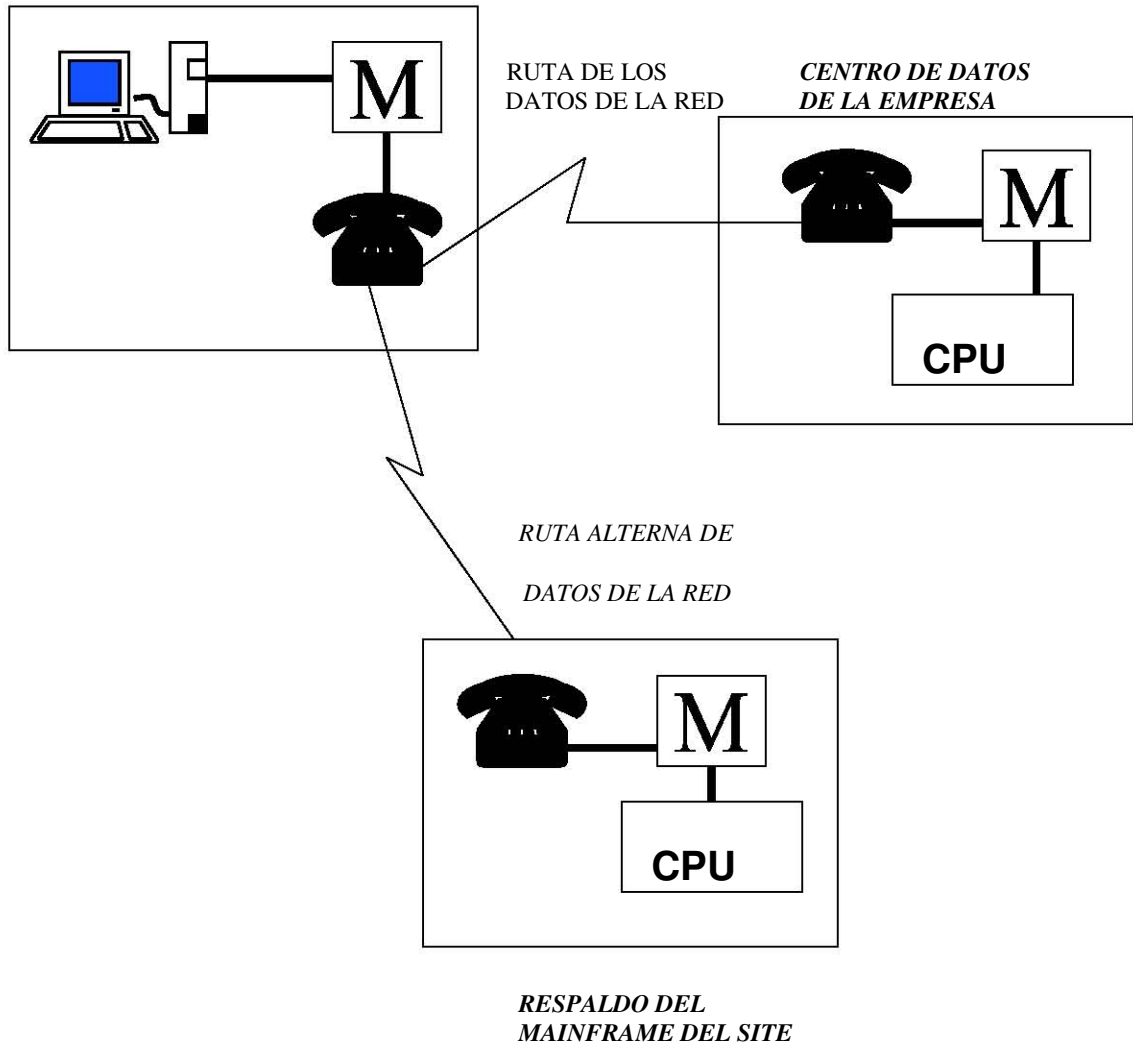 M
RUTA DE LOS
DATOS DE LA RED
CENTRO DE DATOS
DE LA EMPRESA
M
CPU
RUTA ALTERNA DE
DATOS DE LA RED
M
CPU
RESPALDO DEL
MAINFRAME DEL SITE